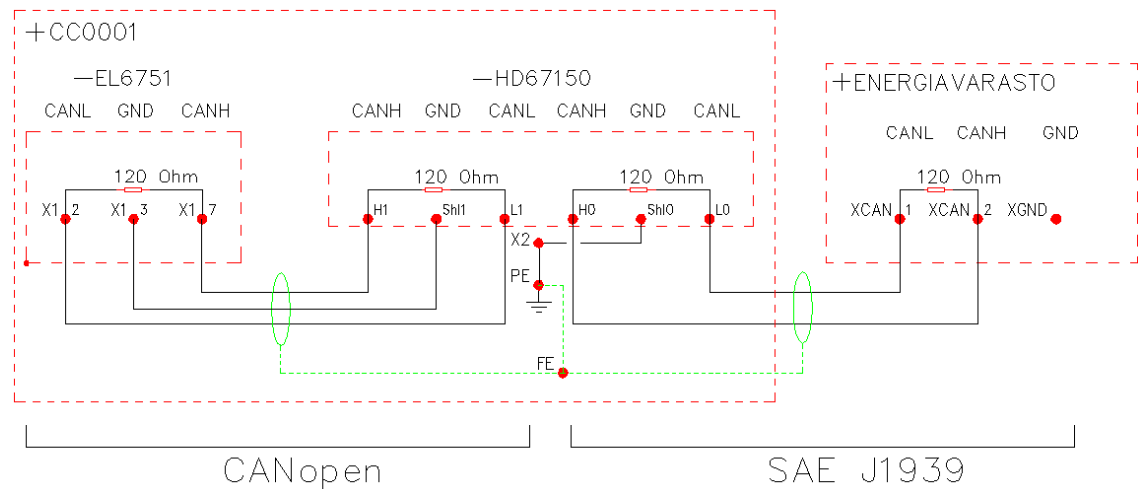 +CC0001
-EL6751
-HD67150
+ENERGIAVARASTO
CANL GND CANH
CANH GND CANL CANH GND CANL
CANL CANH GND
120 Ohm
120 Ohm
120 Ohm
120 Ohm
X1 2 X1 3 X1 7
H1 Shl1 L1 H0 Shl0 L0
XCAN 1 XCAN 2 XGND
X2
PE
FE
CANopen
SAE J1939